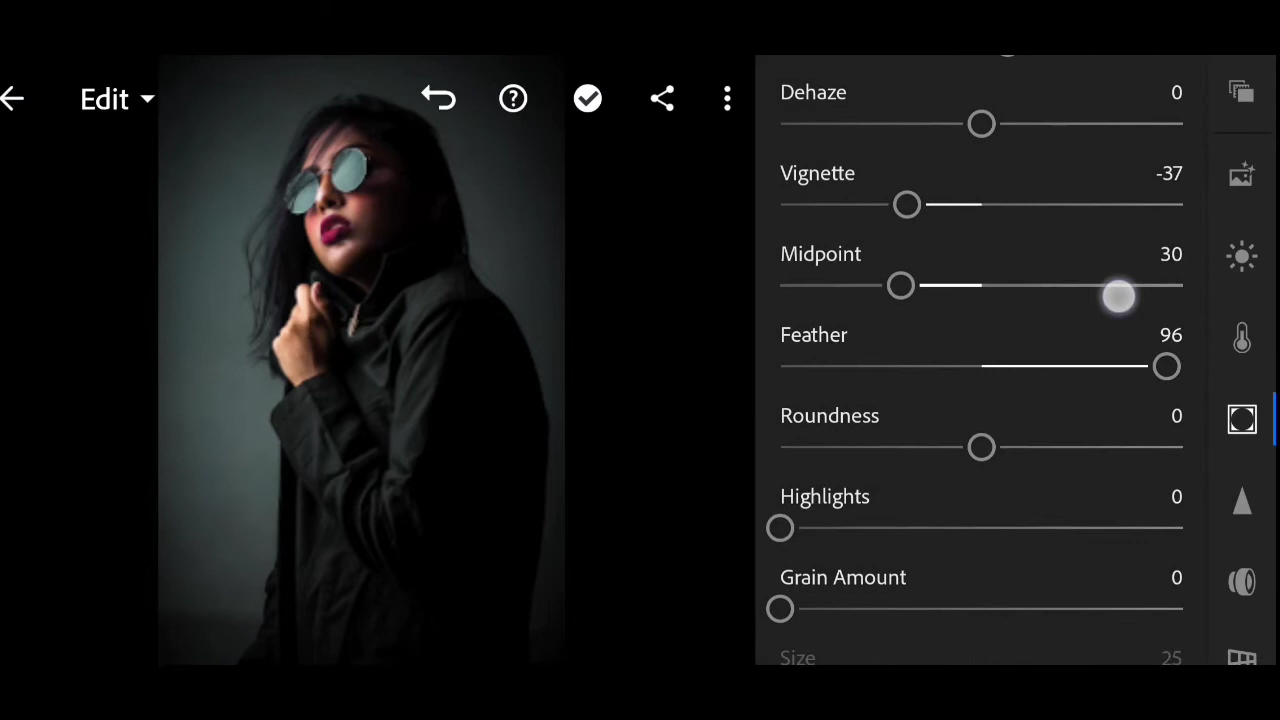 Edit
Dehaze 0
Vignette -37
Midpoint 30
Feather 96
Roundness 0
Highlights 0
Grain Amount 0
Size 25